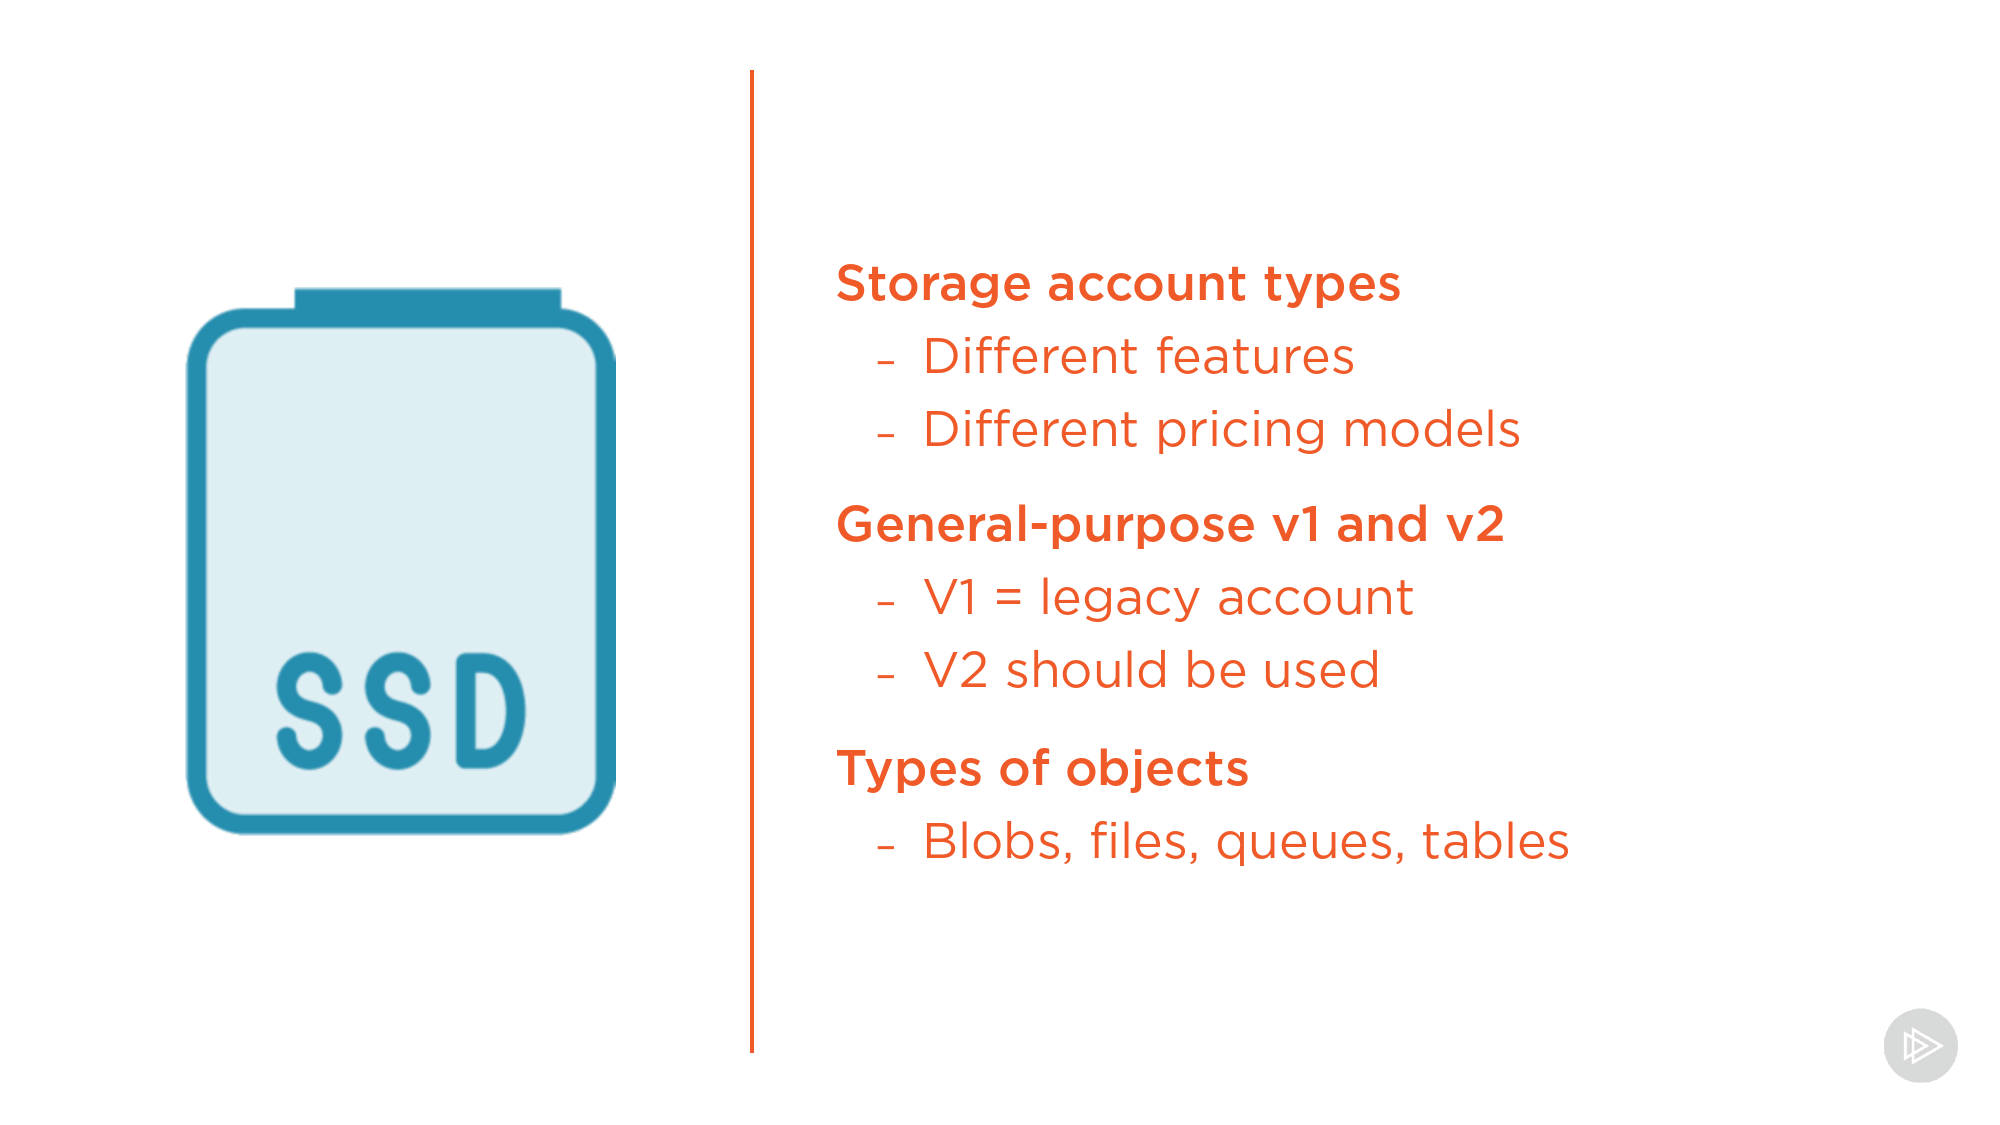 SSD
Storage account types
– Different features
– Different pricing models
General-purpose v1 and v2
– V1 = legacy account
– V2 should be used
Types of objects
– Blobs, files, queues, tables